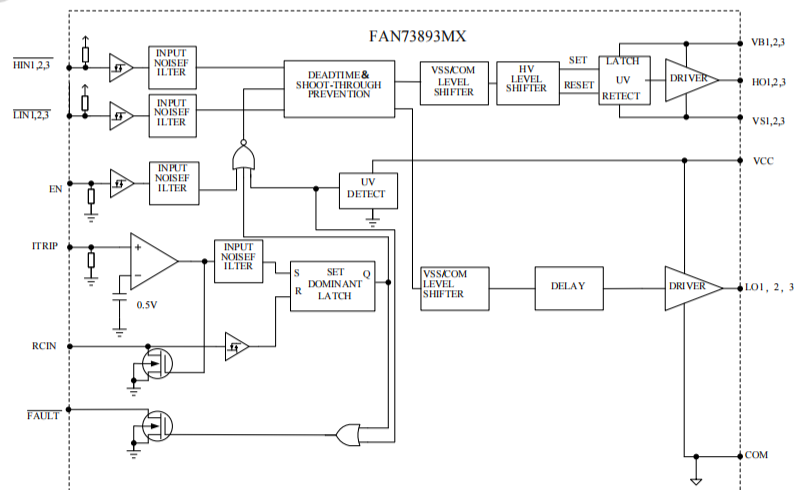 FAN73893MX
HIN1,2,3
INPUT
NOISEF
ILTER
DEADTIME&
SHOOT-THROUGH
PREVENTION
VSS/COM
LEVEL
SHIFTER
HV
LEVEL
SHIFTER
SET
RESET
LATCH
UV
RETECT
DRIVER
VB1,2,3
HO1,2,3
VS1,2,3
LIN1,2,3
INPUT
NOISEF
ILTER
VCC
EN
INPUT
NOISEF
ILTER
UV
DETECT
ITRIP
+
−
0.5V
INPUT
NOISEF
ILTER
S
R
SET
DOMINANT
LATCH
Q
VSS/COM
LEVEL
SHIFTER
DELAY
DRIVER
LO1, 2, 3
RCIN
FAULT
COM